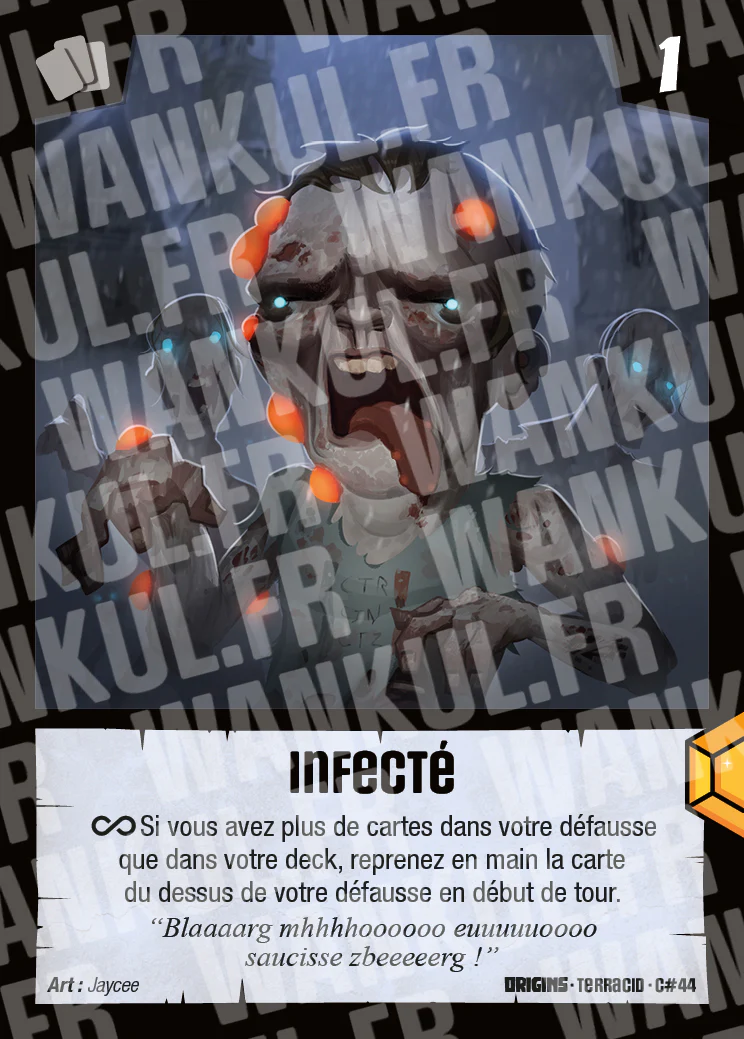 1
WANKUL.FR
CTR
INFECTÉ
∞ Si vous avez plus de cartes dans votre défausse
que dans votre deck, reprenez en main la carte
du dessus de votre défausse en début de tour.
“Blaaaarg mhhhhoooooo euuuuuoooo
saucisse zbeeeeerg !”
Art : Jaycee
ORIGINS · TERRACID · C#44